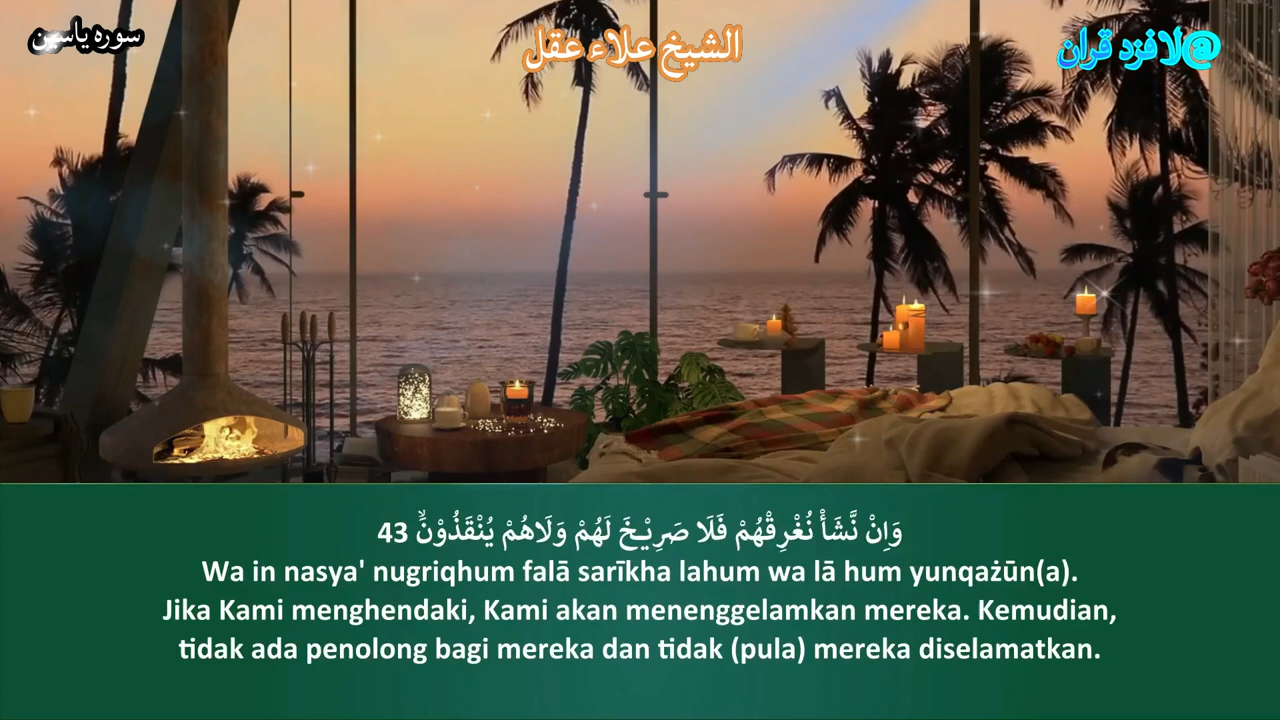 سوره ياسين
الشيخ علاء عقل
@لافزد قران
وَاِنْ نَّشَأْ نُغْرِقْهُمْ فَلَا صَرِيْخَ لَهُمْ وَلَاهُمْ يُنْقَذُوْنَۙ 43
Wa in nasya' nugriqhum falā sarīkha lahum wa lā hum yunqażūn(a).
Jika Kami menghendaki, Kami akan menenggelamkan mereka. Kemudian,
tidak ada penolong bagi mereka dan tidak (pula) mereka diselamatkan.